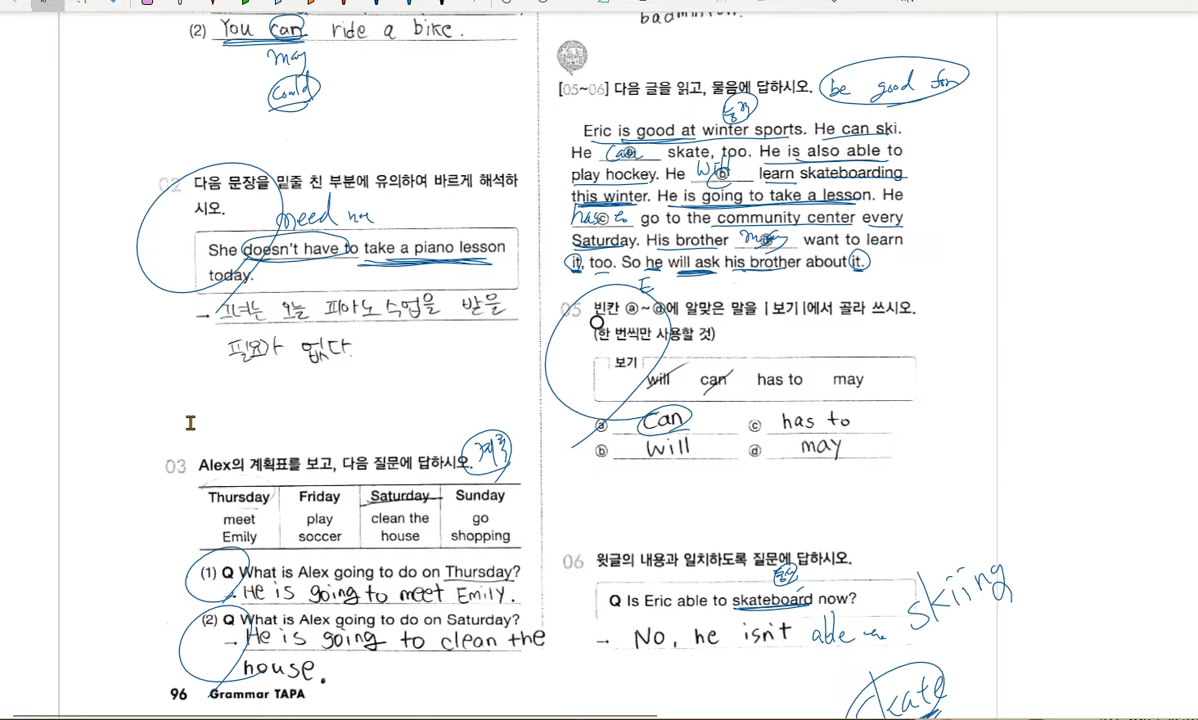 (2) You can ride a bike.
may
could
02 다음 문장을 밑줄 친 부분에 유의하여 바르게 해석하
시오.
need
She doesn't have to take a piano lesson
today.
→ 그녀는 오늘 피아노 수업을 받을
필요가 없다.
03 Alex의 계획표를 보고, 다음 질문에 답하시오.
계획
Thursday Friday Saturday Sunday
meet play clean the go
Emily soccer house shopping
(1) Q What is Alex going to do on Thursday?
→ He is going to meet Emily.
(2) Q What is Alex going to do on Saturday?
→ He is going to clean the
house.
96 Grammar TAPA
badminton.
[05~06] 다음 글을 읽고, 물음에 답하시오.
be good for
Eric is good at winter sports. He can ski.
He can ⓐ skate, too. He is also able to
play hockey. He will ⓑ learn skateboarding
this winter. He is going to take a lesson. He
has to ⓒ go to the community center every
Saturday. His brother may ⓓ want to learn
it, too. So he will ask his brother about it.
05 빈칸 ⓐ~ⓓ에 알맞은 말을 |보기|에서 골라 쓰시오.
(한 번씩만 사용할 것)
보기
will can has to may
ⓐ can ⓒ has to
ⓑ will ⓓ may
06 윗글의 내용과 일치하도록 질문에 답하시오.
Q Is Eric able to skateboard now?
→ No, he isn't able
skiing
skate